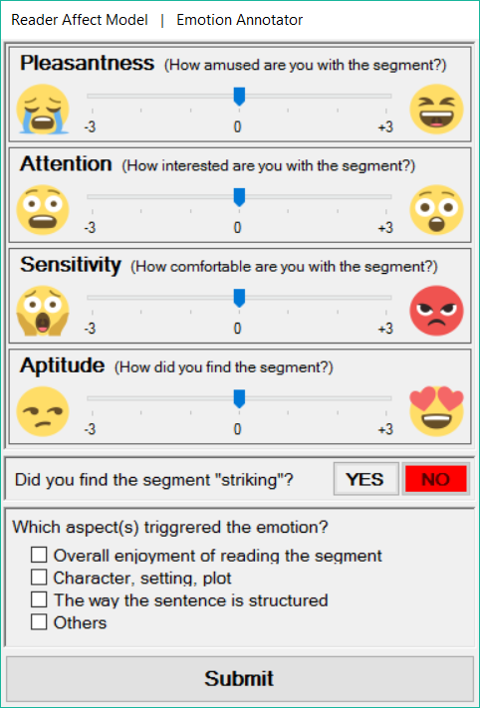 Reader Affect Model | Emotion Annotator
Pleasantness (How amused are you with the segment?)
-3 0 +3
Attention (How interested are you with the segment?)
-3 0 +3
Sensitivity (How comfortable are you with the segment?)
-3 0 +3
Aptitude (How did you find the segment?)
-3 0 +3
Did you find the segment "striking"? YES NO
Which aspect(s) triggrered the emotion?
Overall enjoyment of reading the segment
Character, setting, plot
The way the sentence is structured
Others
Submit